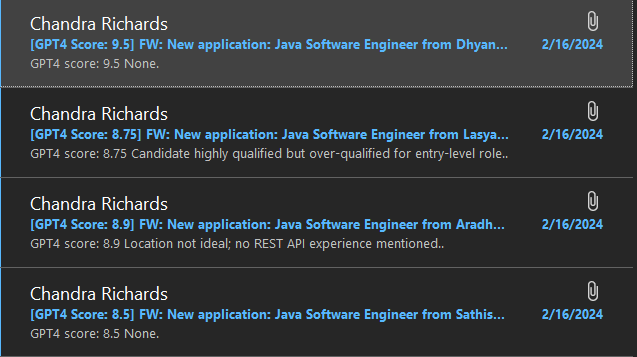 Chandra Richards
[GPT4 Score: 9.5] FW: New application: Java Software Engineer from Dhyan... 2/16/2024
GPT4 score: 9.5 None.
Chandra Richards
[GPT4 Score: 8.75] FW: New application: Java Software Engineer from Lasya... 2/16/2024
GPT4 score: 8.75 Candidate highly qualified but over-qualified for entry-level role..
Chandra Richards
[GPT4 Score: 8.9] FW: New application: Java Software Engineer from Aradh... 2/16/2024
GPT4 score: 8.9 Location not ideal; no REST API experience mentioned..
Chandra Richards
[GPT4 Score: 8.5] FW: New application: Java Software Engineer from Sathis... 2/16/2024
GPT4 score: 8.5 None.